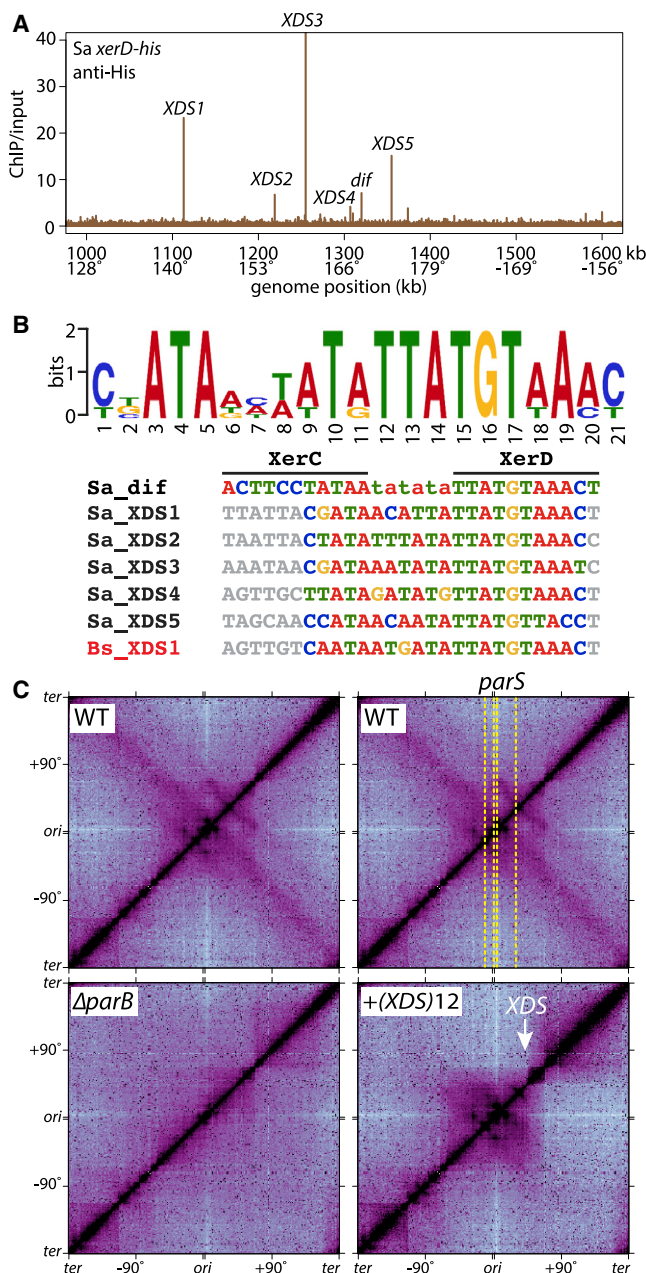 A
Sa xerD-his
anti-His
XDS3
XDS1
XDS2
XDS4
dif
XDS5
ChIP/input
40
30
20
10
0
1000 1100 1200 1300 1400 1500 1600 kb
128° 140° 153° 166° 179° -169° -156°
genome position (kb)
B
bits
2
1
0
1 2 3 4 5 6 7 8 9 10 11 12 13 14 15 16 17 18 19 20 21
XerC XerD
Sa_dif ACTTCCTATAAtatataTTATGTAAACT
Sa_XDS1 TTATTACGATAACATTATTATGTAAACT
Sa_XDS2 TAATTACTATATTTATATTATGTAAACC
Sa_XDS3 AAATAACGATAAATATATTATGTAAATC
Sa_XDS4 AGTTGCTTATAGATATGTTATGTAAACT
Sa_XDS5 TAGCAACCATAACAATATTATGTTACCT
Bs_XDS1 AGTTGTCAATAATGATATTATGTAAACT
C
parS
ter
WT
+90°
ori
-90°
ter
WT
ter
ΔparB
+90°
ori
-90°
ter
+(XDS)12
XDS
ter -90° ori +90° ter
ter -90° ori +90° ter